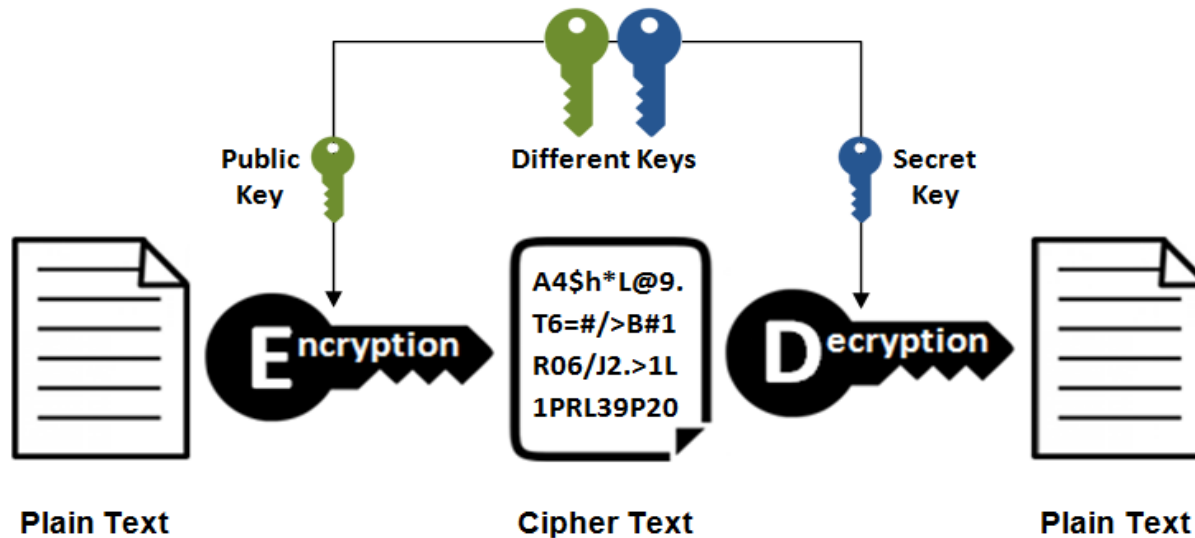 Public
Key
Different Keys
Secret
Key
Encryption
A4$h*L@9.
T6=#/>B#1
R06/J2.>1L
1PRL39P20
Decryption
Plain Text
Cipher Text
Plain Text